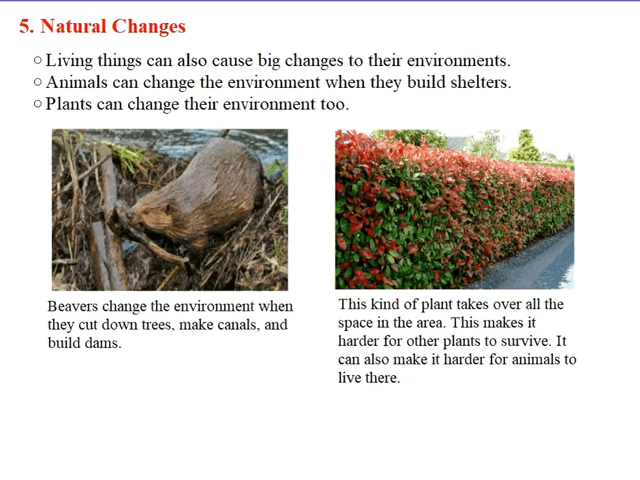 5. Natural Changes
○ Living things can also cause big changes to their environments.
○ Animals can change the environment when they build shelters.
○ Plants can change their environment too.
Beavers change the environment when
they cut down trees, make canals, and
build dams.
This kind of plant takes over all the
space in the area. This makes it
harder for other plants to survive. It
can also make it harder for animals to
live there.